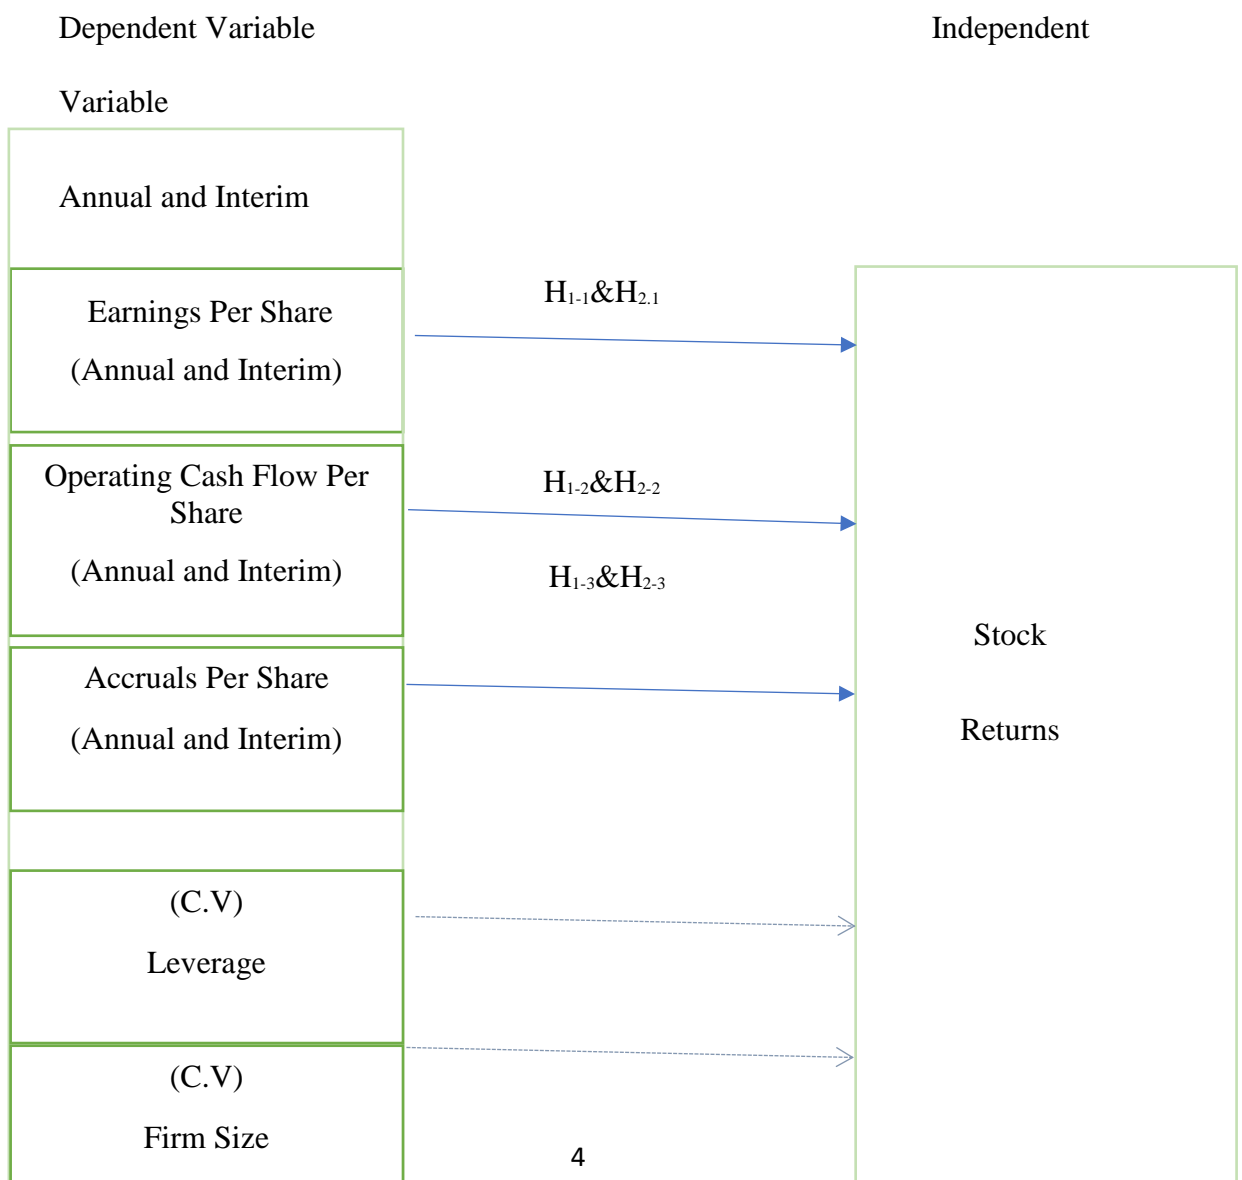 Dependent Variable Independent
Variable
Annual and Interim
Earnings Per Share
(Annual and Interim)
H1-1&H2.1
Operating Cash Flow Per
Share
(Annual and Interim)
H1-2&H2-2
H1-3&H2-3
Accruals Per Share
(Annual and Interim)
Stock
Returns
(C.V)
Leverage
(C.V)
Firm Size
4